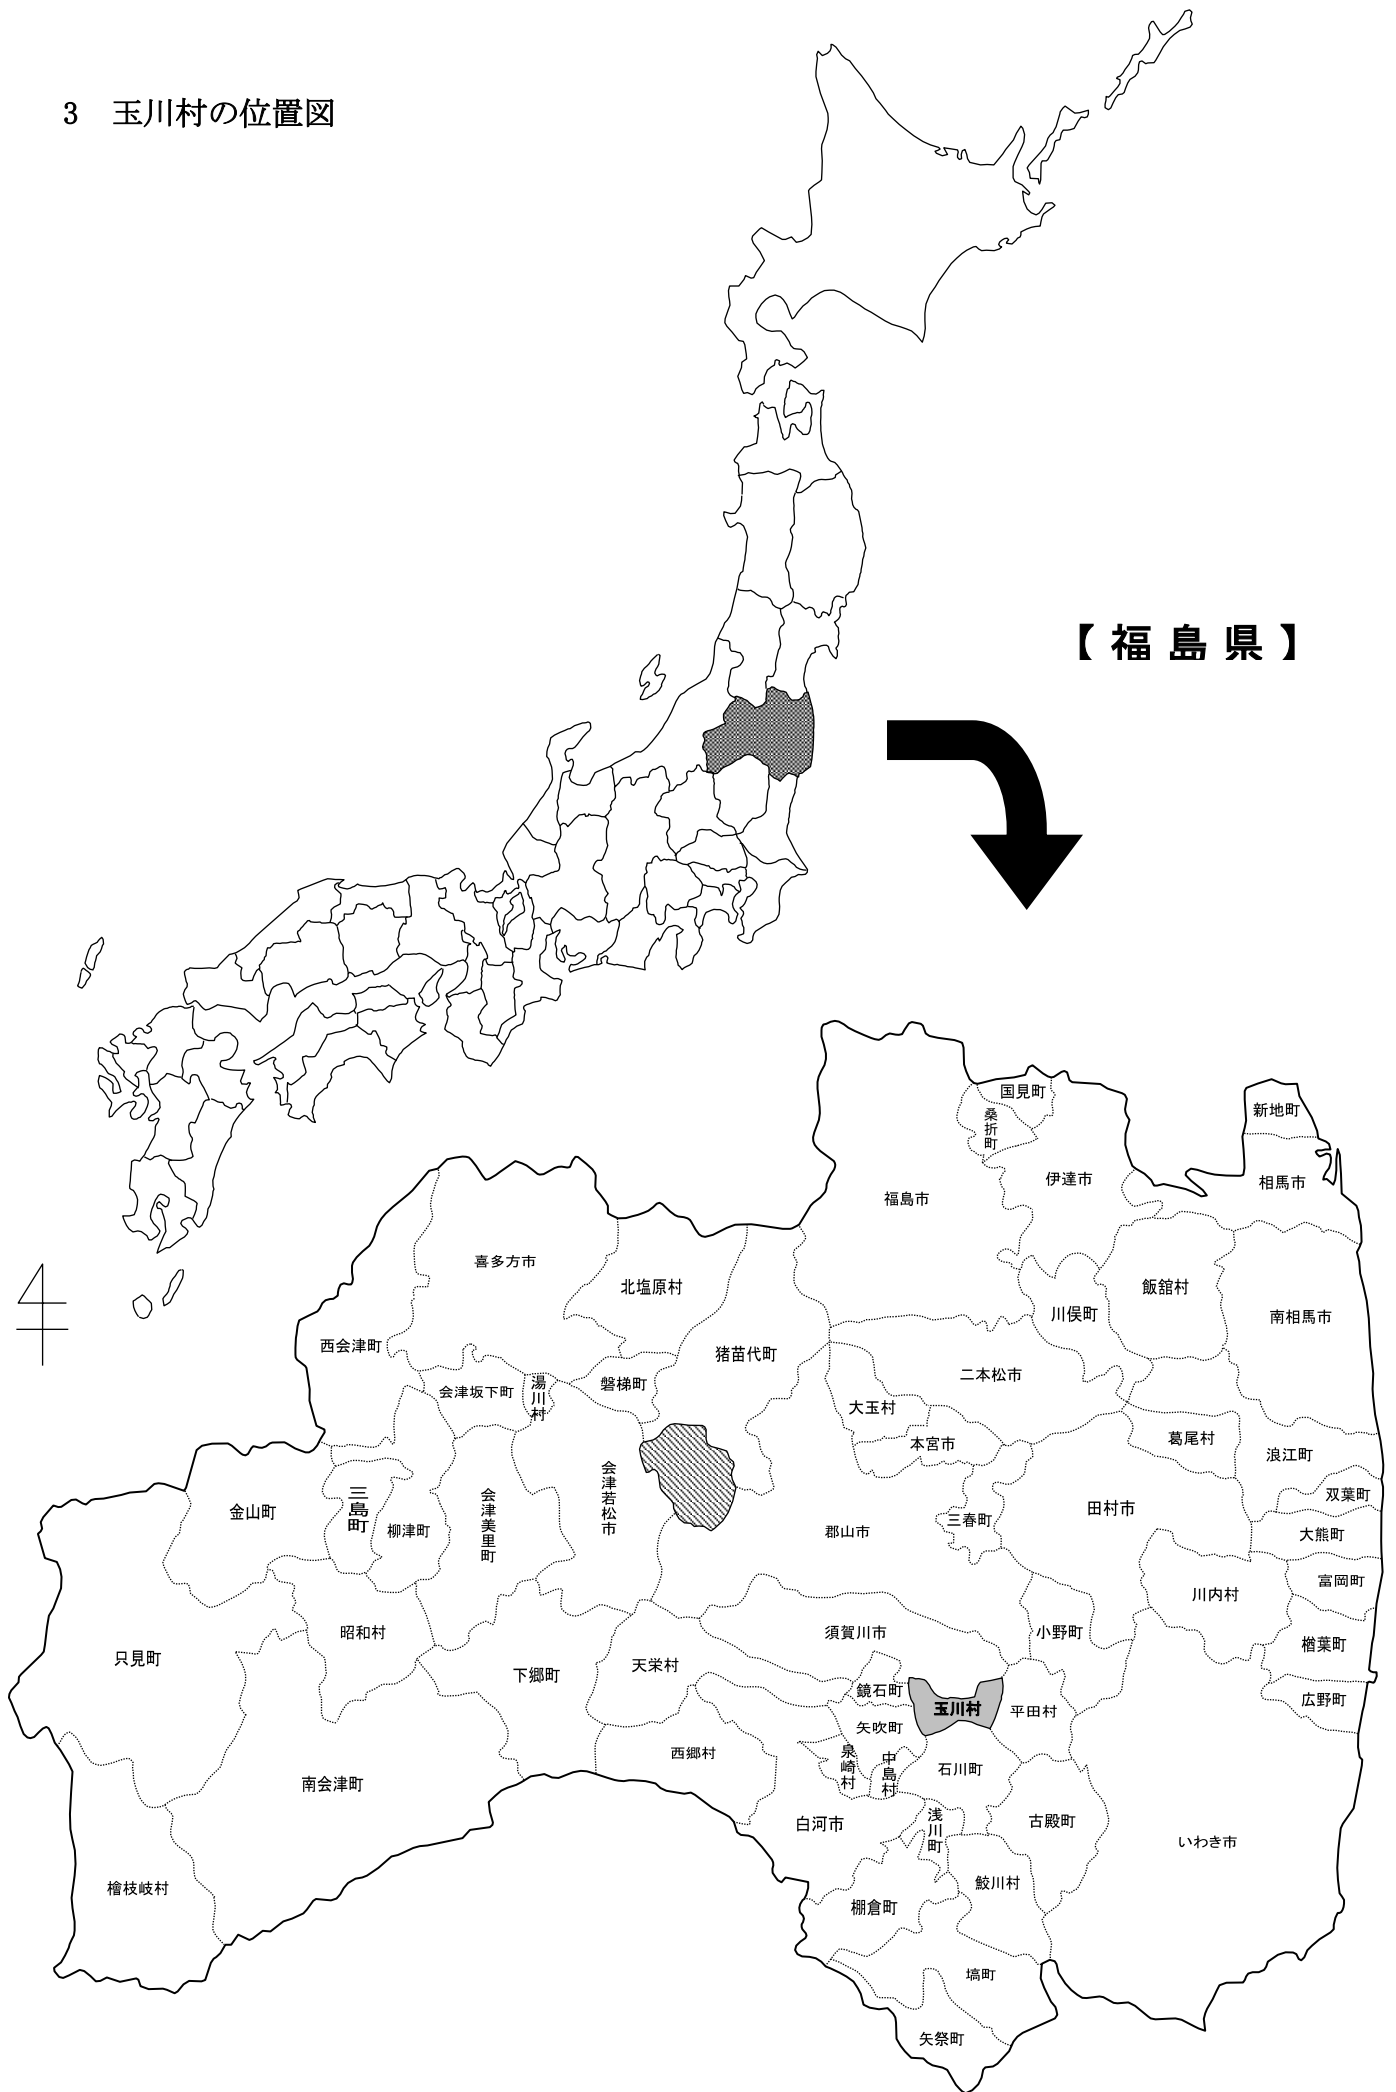 3　玉川村の位置図
【福島県】
国見町
桑折町
新地町
伊達市
相馬市
福島市
喜多方市
北塩原村
飯舘村
川俣町
南相馬市
西会津町
猪苗代町
二本松市
磐梯町
湯川村
会津坂下町
大玉村
本宮市
葛尾村
浪江町
双葉町
会津若松市
三島町
金山町
柳津町
会津美里町
郡山市
三春町
田村市
大熊町
富岡町
川内村
昭和村
須賀川市
小野町
楢葉町
只見町
下郷町
天栄村
鏡石町
玉川村
平田村
広野町
矢吹町
西郷村
泉崎村
中島村
石川町
南会津町
白河市
浅川町
古殿町
いわき市
檜枝岐村
鮫川村
棚倉町
塙町
矢祭町